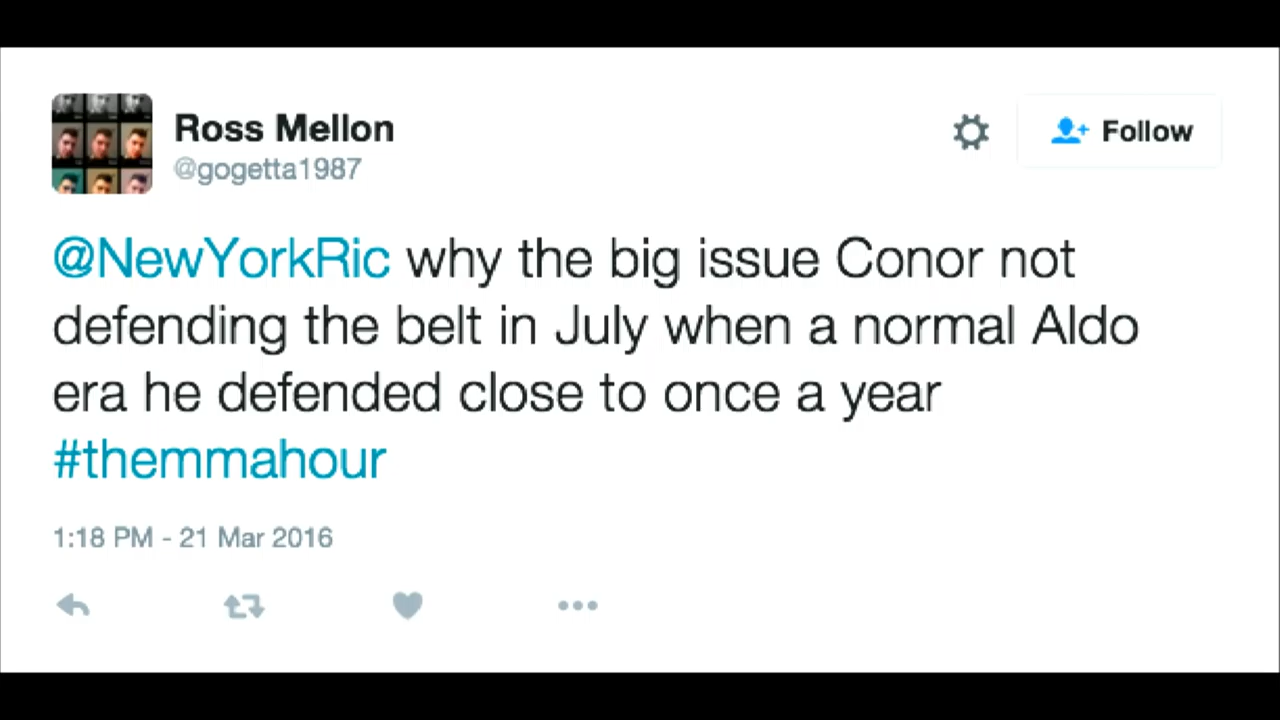 Ross Mellon
@gogetta1987
Follow
@NewYorkRic why the big issue Conor not
defending the belt in July when a normal Aldo
era he defended close to once a year
#themmahour
1:18 PM - 21 Mar 2016